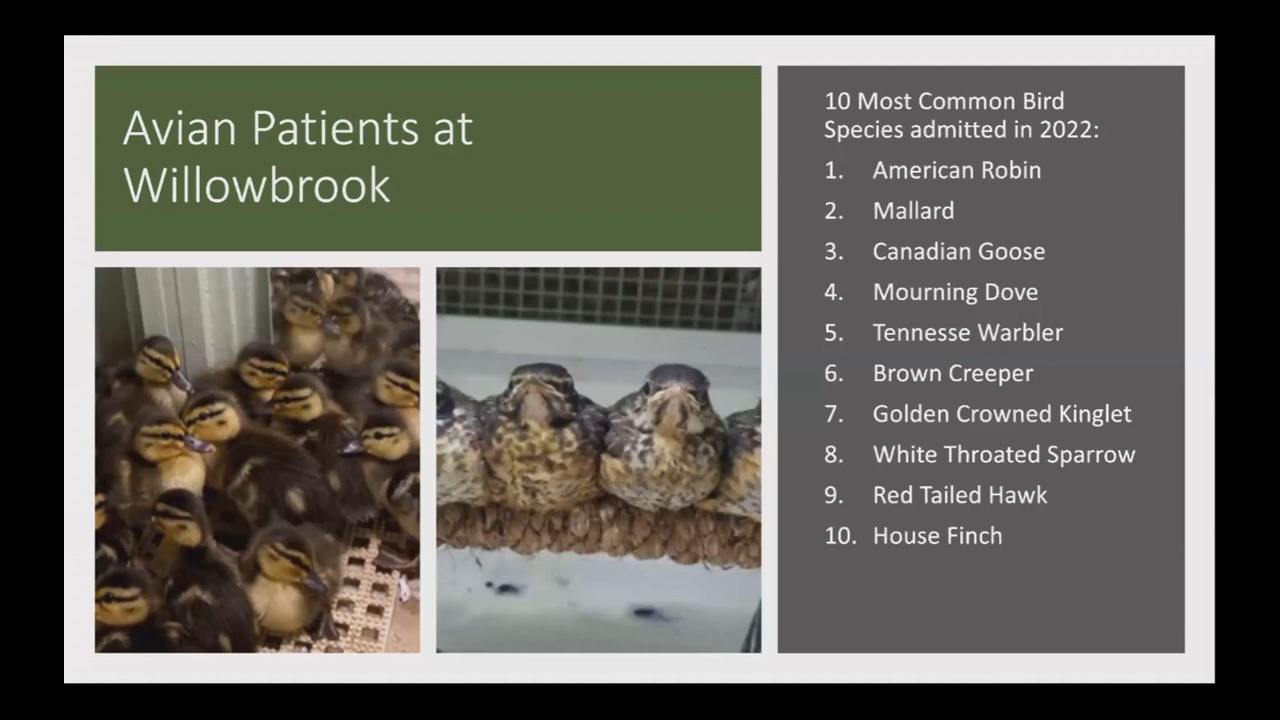 Avian Patients at
Willowbrook
10 Most Common Bird
Species admitted in 2022:
1. American Robin
2. Mallard
3. Canadian Goose
4. Mourning Dove
5. Tennesse Warbler
6. Brown Creeper
7. Golden Crowned Kinglet
8. White Throated Sparrow
9. Red Tailed Hawk
10. House Finch